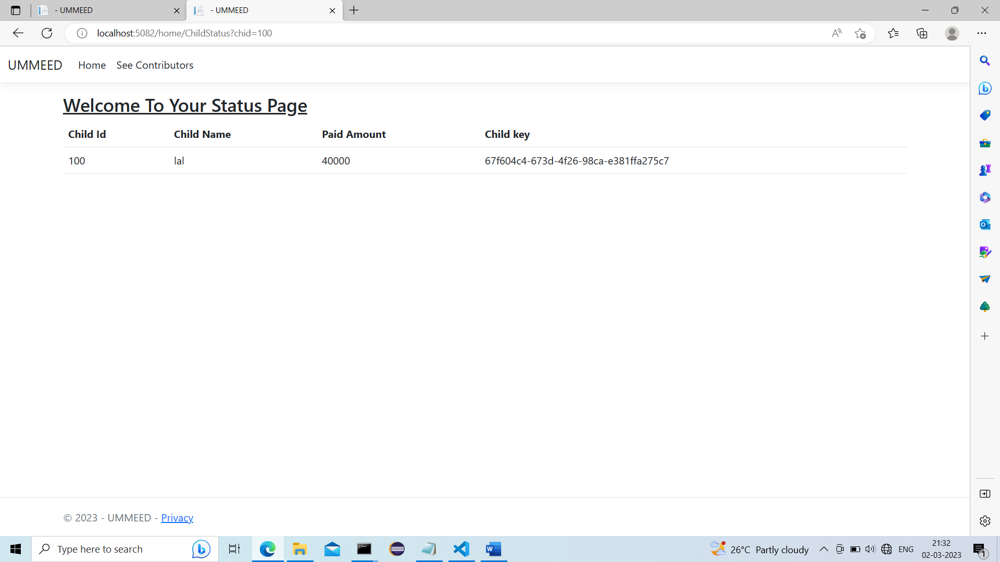 - UMMEED
- UMMEED
localhost:5082/home/ChildStatus?chid=100
UMMEED Home See Contributors
Welcome To Your Status Page
Child Id Child Name Paid Amount Child key
100 lal 40000 67f604c4-673d-4f26-98ca-e381ffa275c7
© 2023 - UMMEED - Privacy
Type here to search
26°C Partly cloudy
ENG
21:32
02-03-2023
1